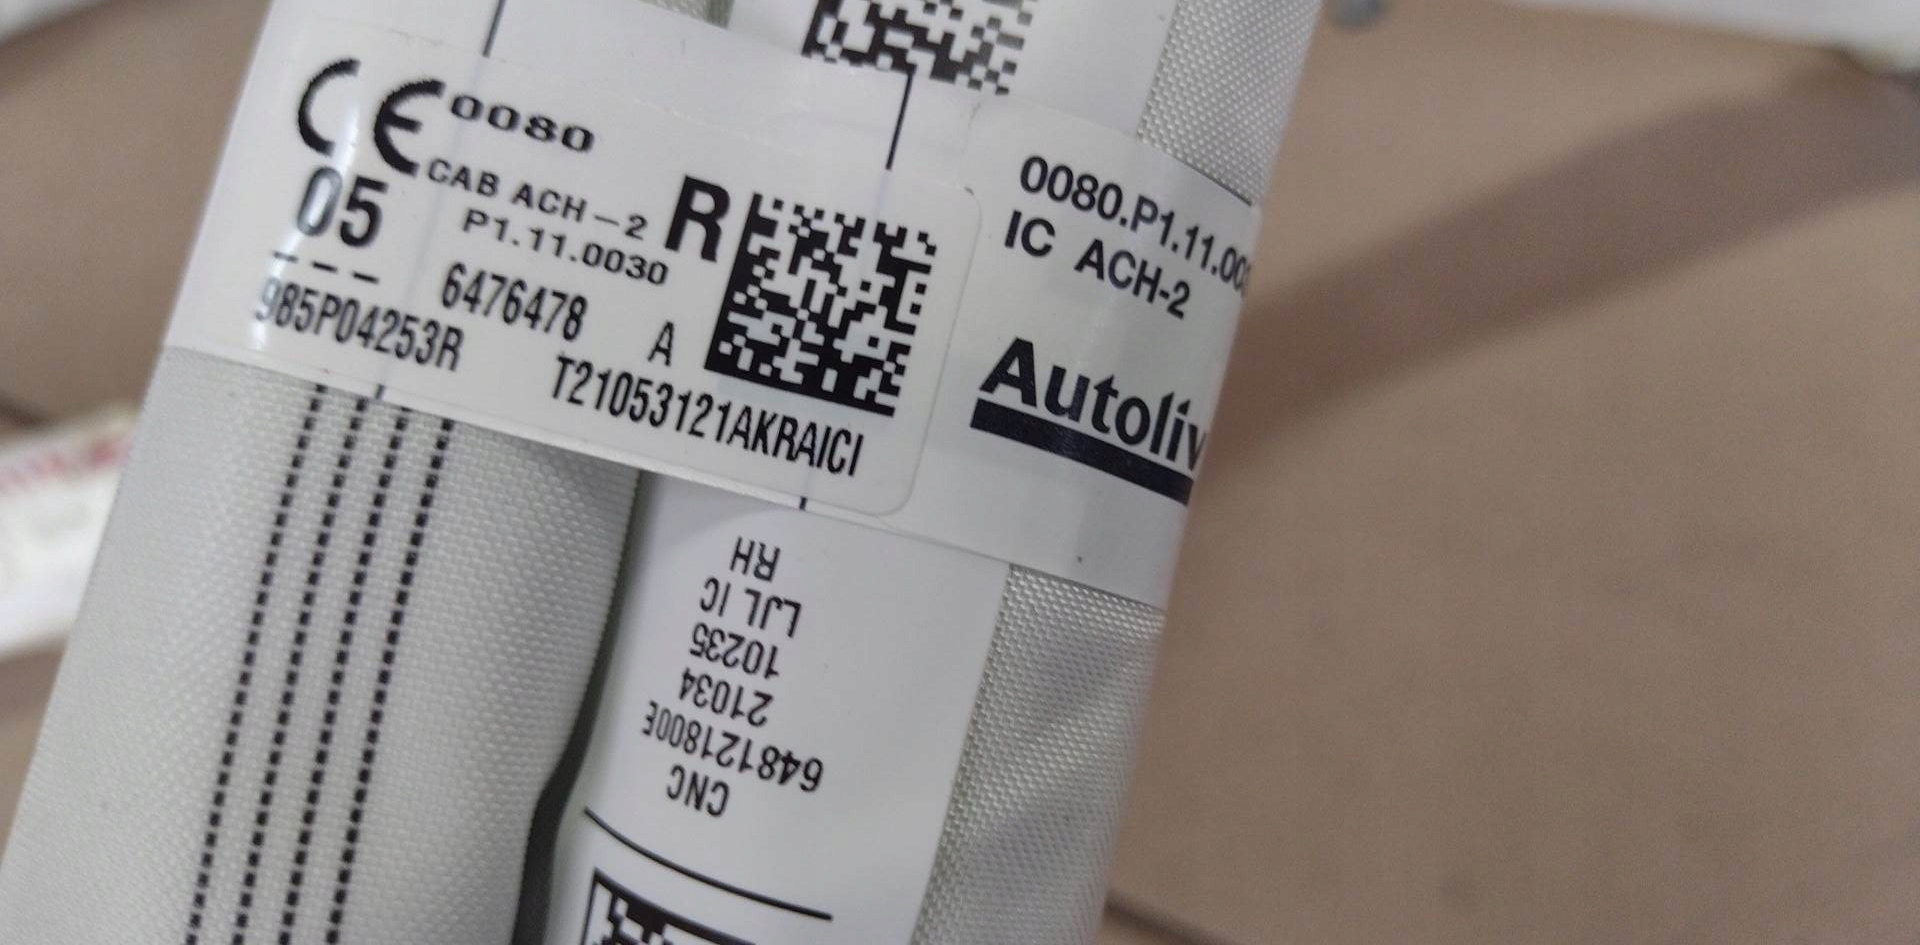 CE 0080
05
CAB ACH-2
P1.11.0030
R
---
6476478
A
985P04253R
T21053121AKRAICI
0080.P1.11.00
IC ACH-2
Autoliv
CNC
648121800E
21034
10235
LJL IC
RH